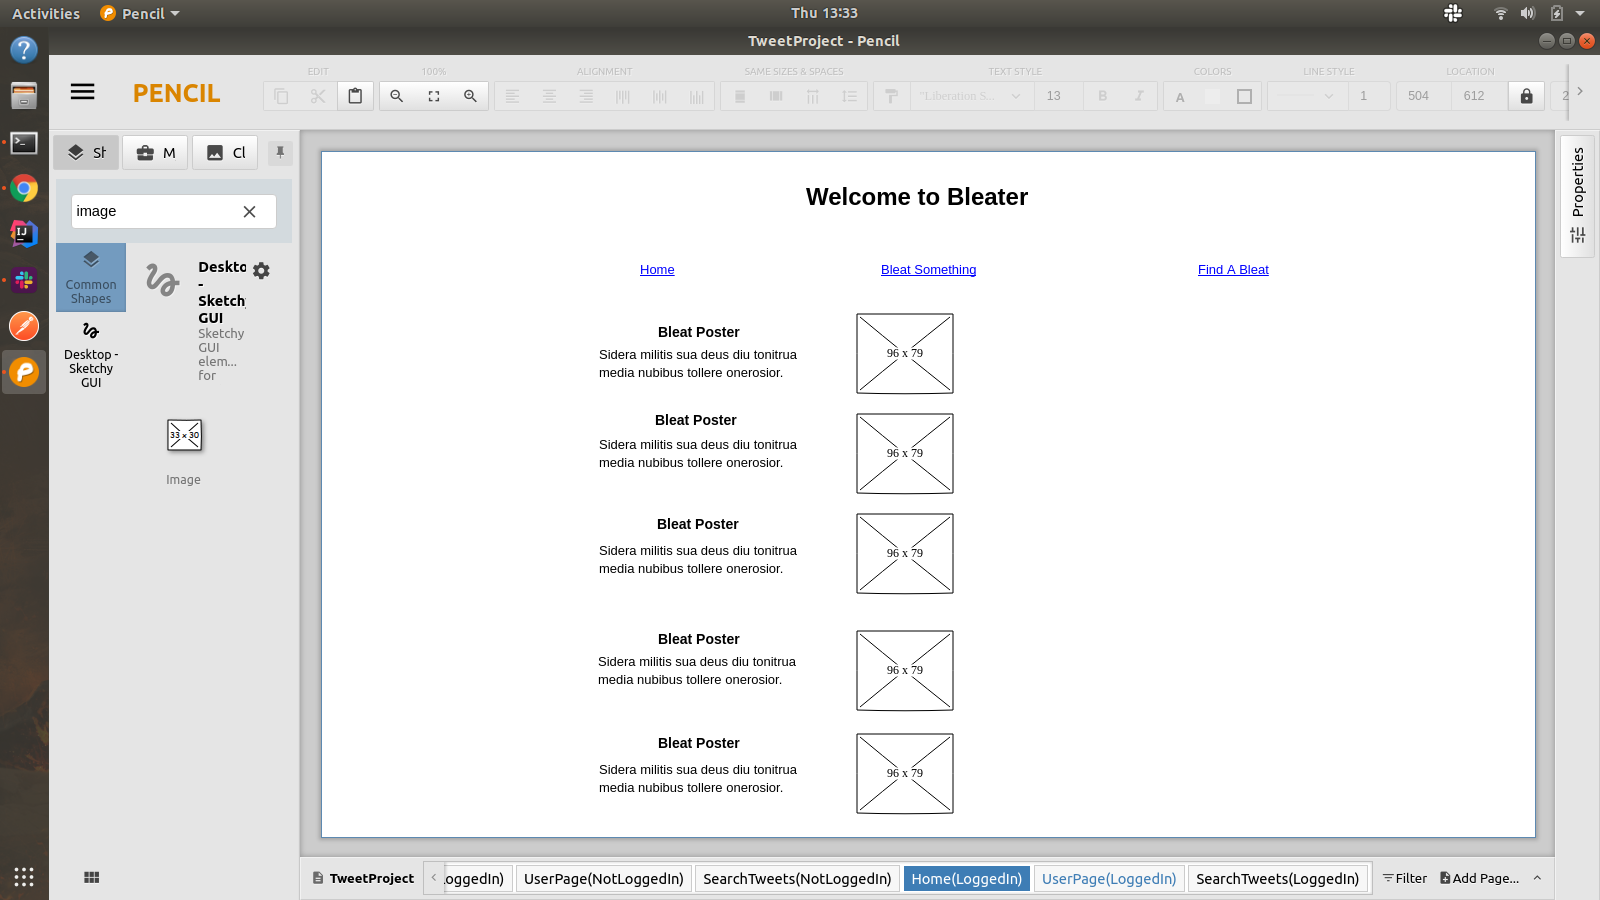 Activities
Pencil
Thu 13:33
TweetProject - Pencil
PENCIL
EDIT
100%
ALIGNMENT
SAME SIZES & SPACES
TEXT STYLE
COLORS
LINE STYLE
LOCATION
"Liberation S...
13
B
I
A
1
504
612
2
Sh
M
Cl
image
Common
Shapes
Desktop -
Sketchy
GUI
Deskto
-
Sketch
GUI
Sketchy
GUI
elem...
for
33 x 30
Image
Welcome to Bleater
Home
Bleat Something
Find A Bleat
Bleat Poster
Sidera militis sua deus diu tonitrua
media nubibus tollere onerosior.
96 x 79
Bleat Poster
Sidera militis sua deus diu tonitrua
media nubibus tollere onerosior.
96 x 79
Bleat Poster
Sidera militis sua deus diu tonitrua
media nubibus tollere onerosior.
96 x 79
Bleat Poster
Sidera militis sua deus diu tonitrua
media nubibus tollere onerosior.
96 x 79
Bleat Poster
Sidera militis sua deus diu tonitrua
media nubibus tollere onerosior.
96 x 79
Properties
TweetProject
LoggedIn)
UserPage(NotLoggedIn)
SearchTweets(NotLoggedIn)
Home(LoggedIn)
UserPage(LoggedIn)
SearchTweets(LoggedIn)
Filter
Add Page...